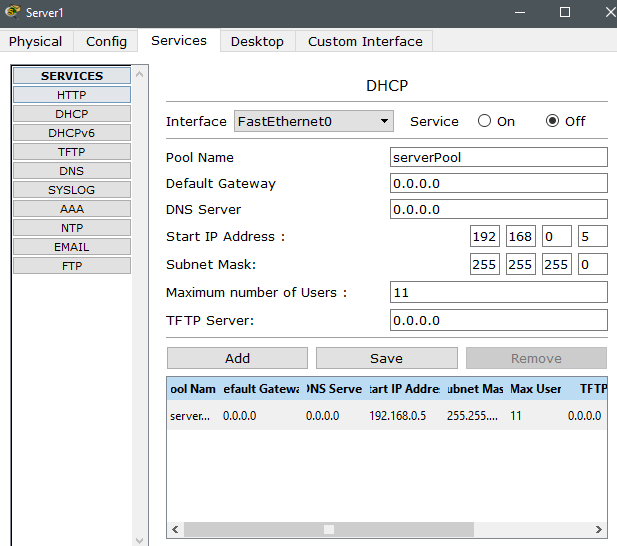 Server1
Physical Config Services Desktop Custom Interface
SERVICES
HTTP
DHCP
DHCPv6
TFTP
DNS
SYSLOG
AAA
NTP
EMAIL
FTP
DHCP
Interface FastEthernet0 Service On Off
Pool Name serverPool
Default Gateway 0.0.0.0
DNS Server 0.0.0.0
Start IP Address : 192 168 0 5
Subnet Mask: 255 255 255 0
Maximum number of Users : 11
TFTP Server: 0.0.0.0
Add Save Remove
ool Nam efault Gatewa NS Serve tart IP Addre ubnet Mas Max User TFTP
server... 0.0.0.0 0.0.0.0 192.168.0.5 255.255.... 11 0.0.0.0